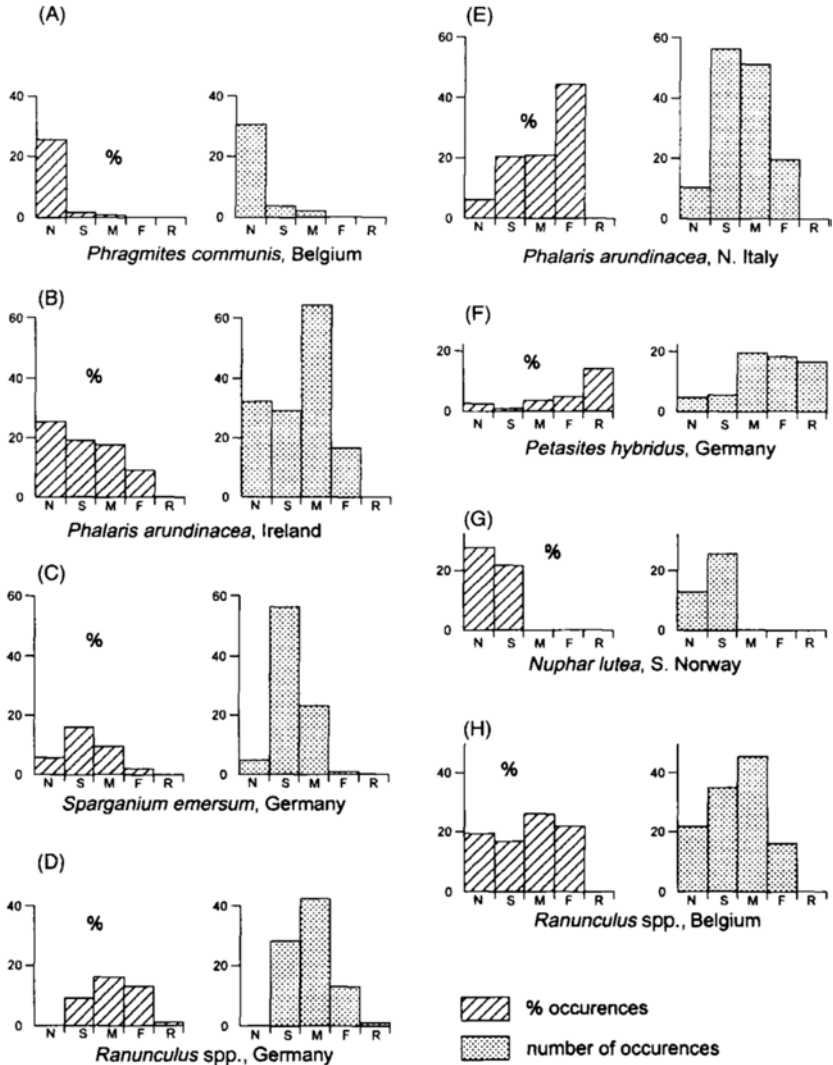 (A)
40
20
0
%
N S M F R
40
20
0
N S M F R
Phragmites communis, Belgium
(B)
60
40
20
0
%
N S M F R
60
40
20
0
N S M F R
Phalaris arundinacea, Ireland
(C)
60
40
20
0
%
N S M F R
60
40
20
0
N S M F R
Sparganium emersum, Germany
(D)
40
20
0
%
N S M F R
40
20
0
N S M F R
Ranunculus spp., Germany
(E)
60
40
20
0
%
N S M F R
60
40
20
0
N S M F R
Phalaris arundinacea, N. Italy
(F)
20
0
%
N S M F R
20
0
N S M F R
Petasites hybridus, Germany
(G)
20
0
%
N S M F R
20
0
N S M F R
Nuphar lutea, S. Norway
(H)
40
20
0
%
N S M F R
40
20
0
N S M F R
Ranunculus spp., Belgium
% occurences
number of occurences